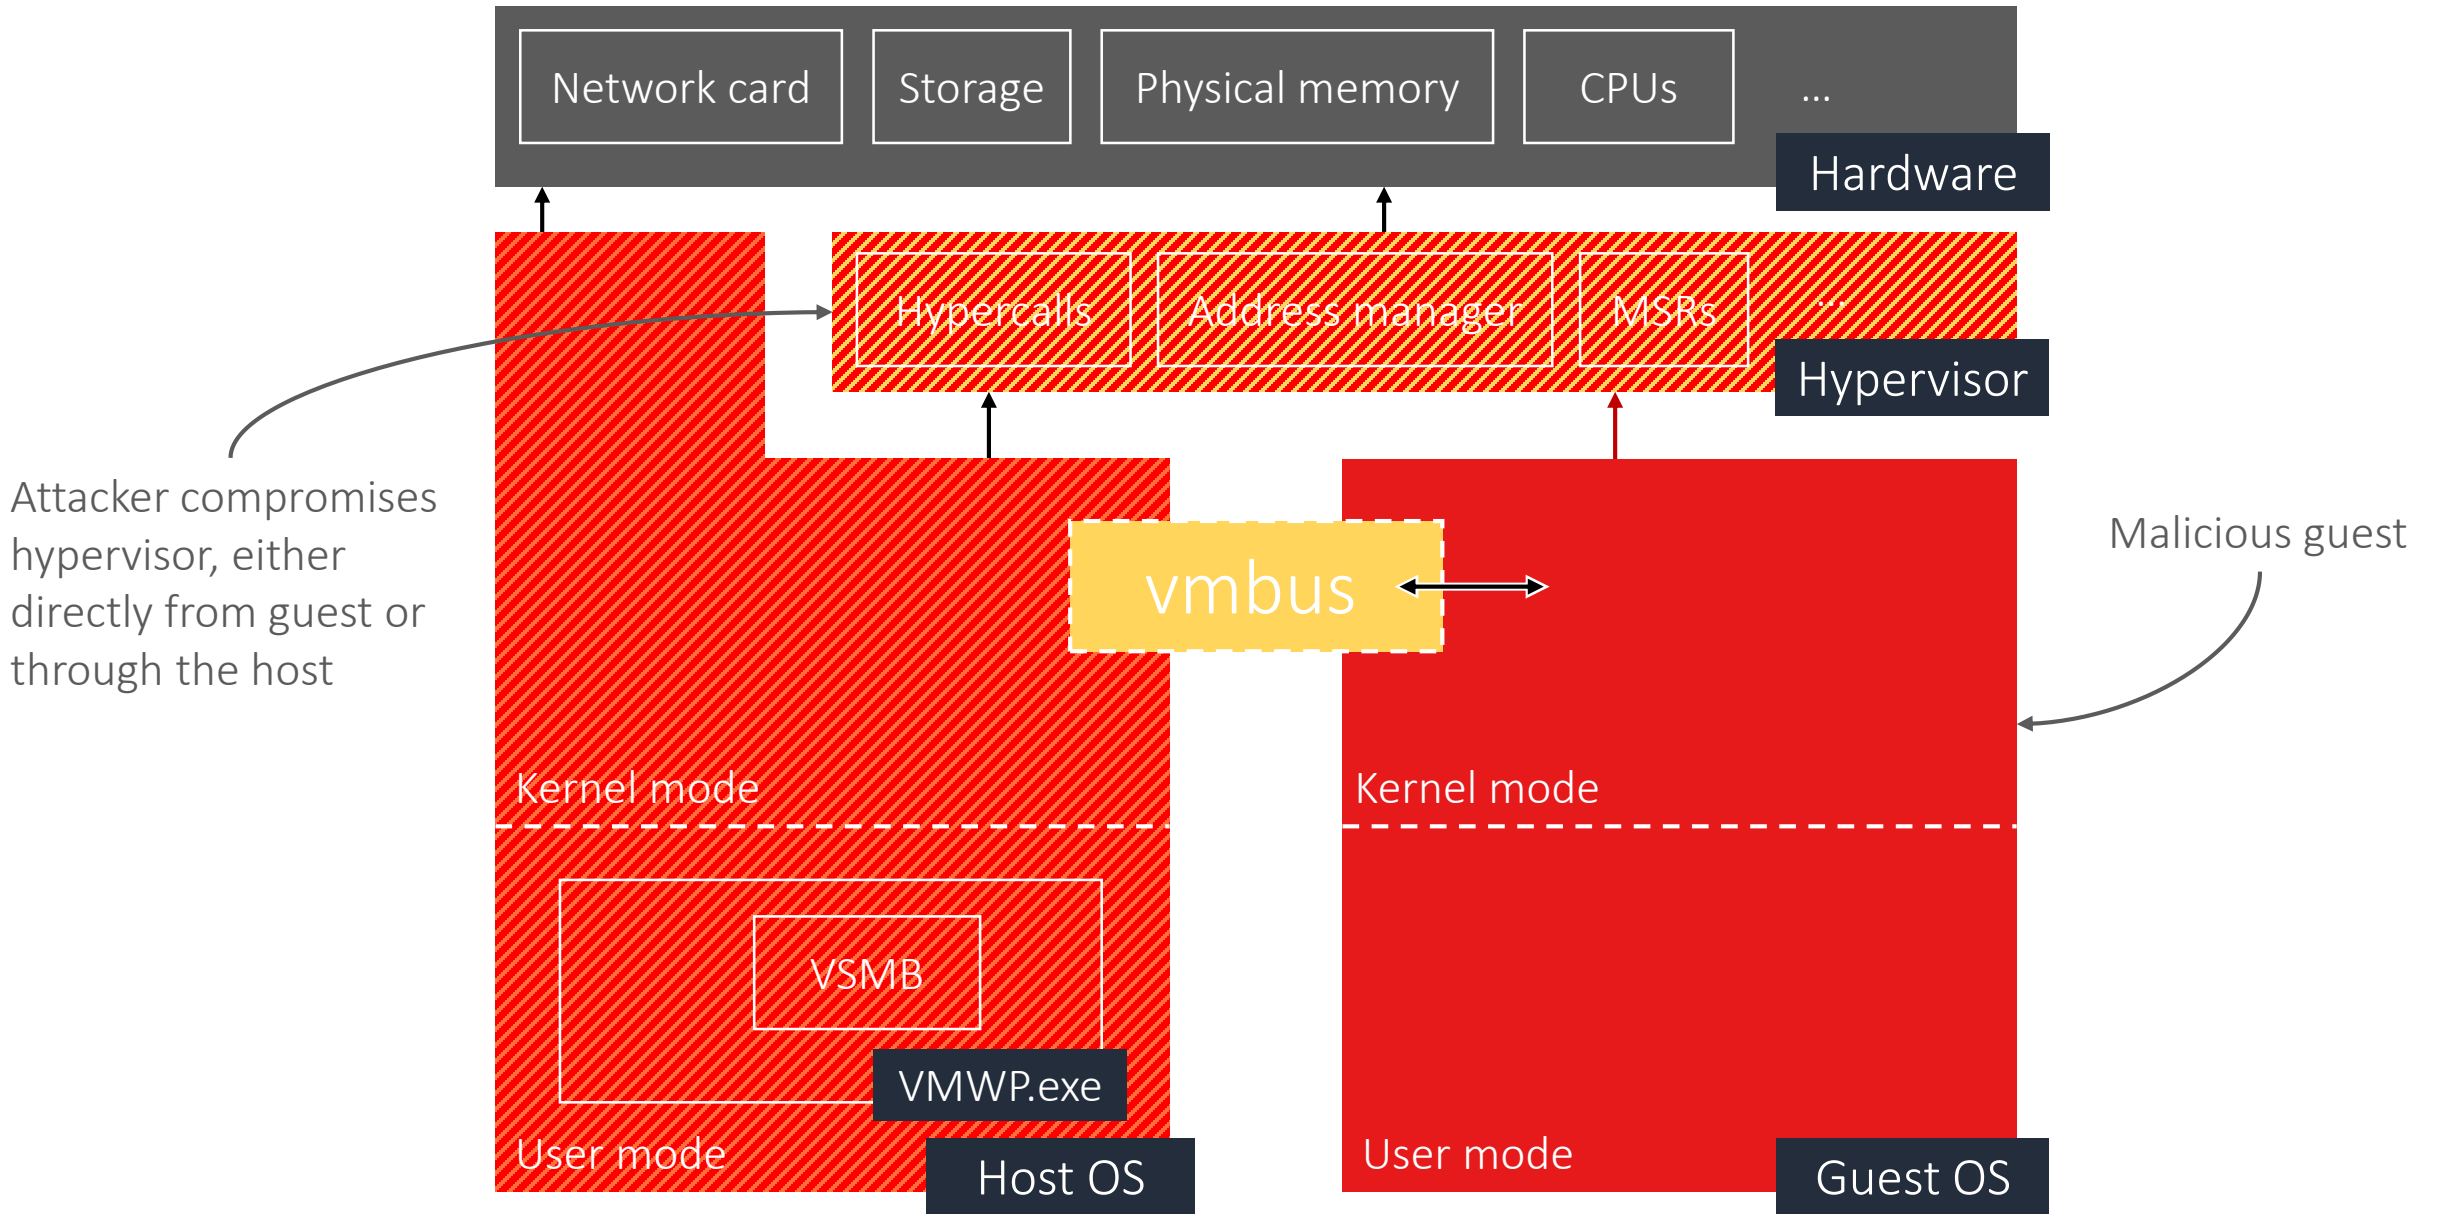 Network card
Storage
Physical memory
CPUs
...
Hardware
Hypercalls
Address manager
MSRs
...
Hypervisor
Attacker compromises
hypervisor, either
directly from guest or
through the host
vmbus
Malicious guest
Kernel mode
Kernel mode
VSMB
VMWP.exe
User mode
User mode
Host OS
Guest OS